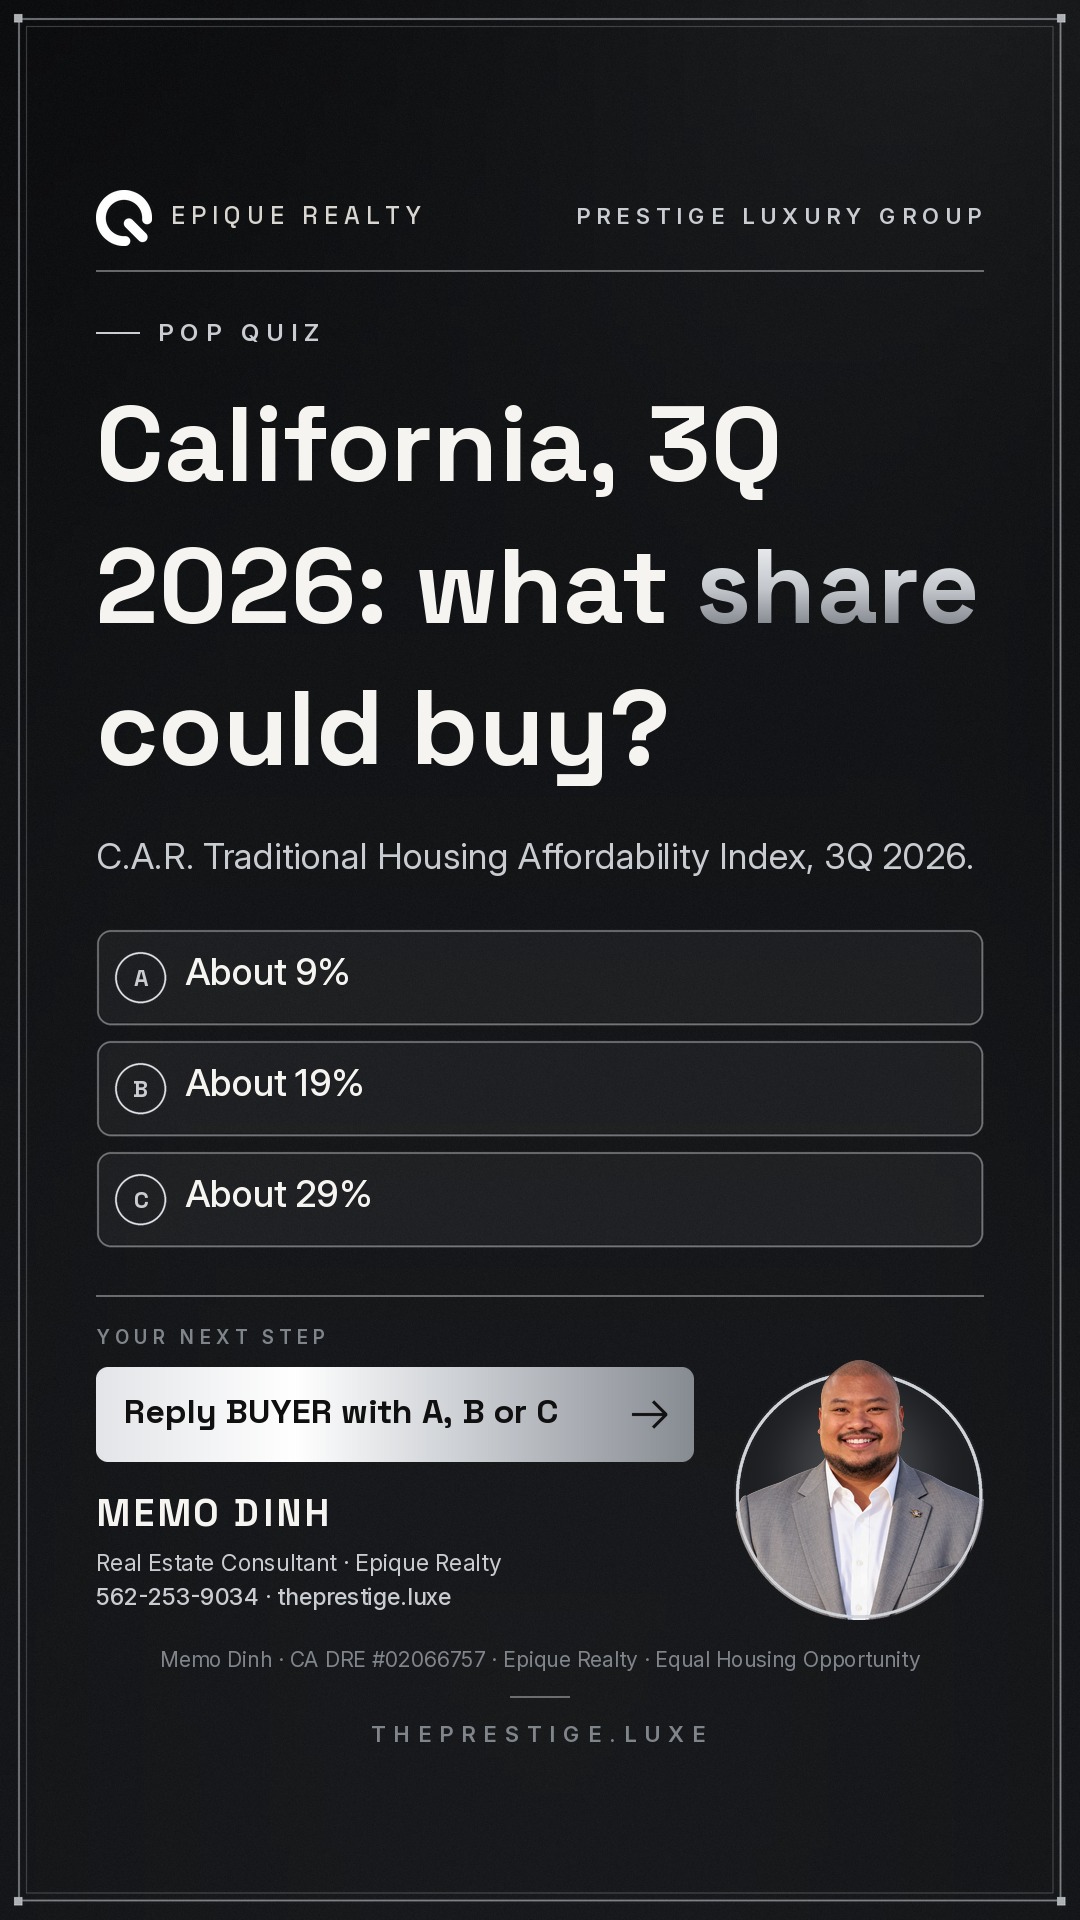 EPIQUE REALTY
PRESTIGE LUXURY GROUP
POP QUIZ
California, 3Q
2026: what share
could buy?
C.A.R. Traditional Housing Affordability Index, 3Q 2026.
A About 9%
B About 19%
C About 29%
YOUR NEXT STEP
Reply BUYER with A, B or C →
MEMO DINH
Real Estate Consultant · Epique Realty
562-253-9034 · theprestige.luxe
Memo Dinh · CA DRE #02066757 · Epique Realty · Equal Housing Opportunity
THEPRESTIGE.LUXE